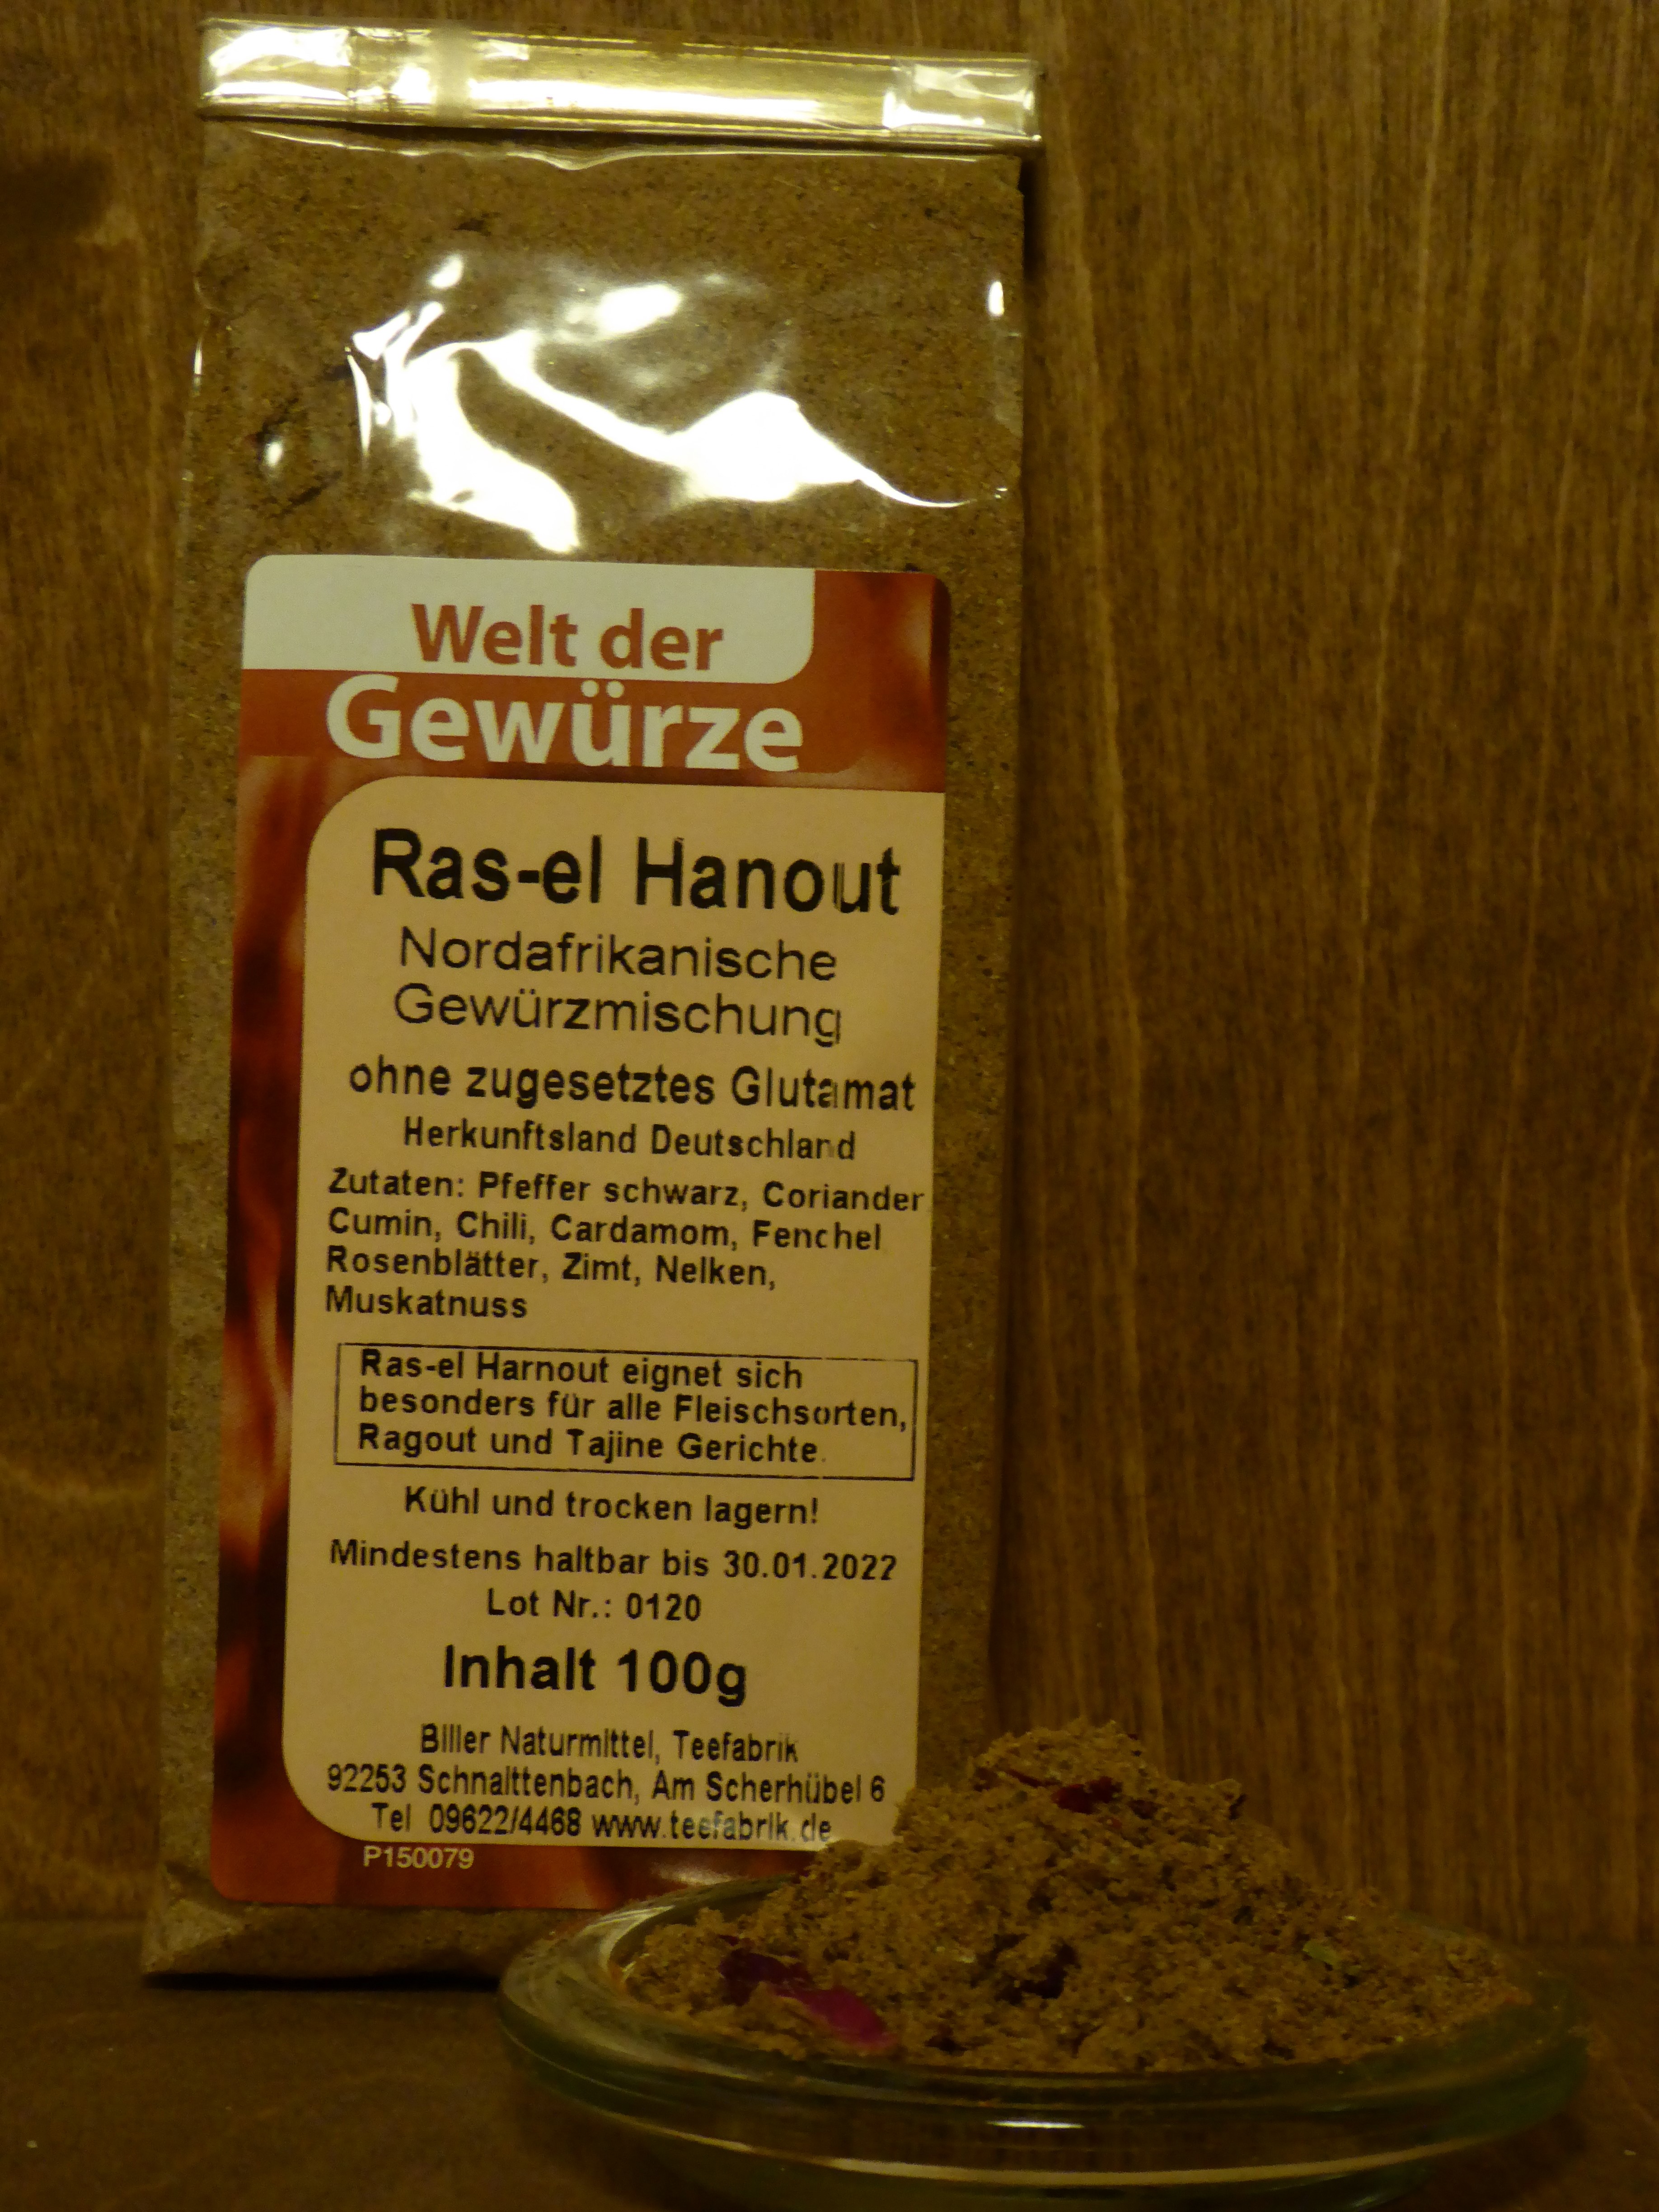 Welt der
Gewürze
Ras-el Hanout
Nordafrikanische
Gewürzmischung
ohne zugesetztes Glutamat
Herkunftsland Deutschland
Zutaten: Pfeffer schwarz, Coriander
Cumin, Chili, Cardamom, Fenchel
Rosenblätter, Zimt, Nelken,
Muskatnuss
Ras-el Harnout eignet sich
besonders für alle Fleischsorten,
Ragout und Tajine Gerichte.
Kühl und trocken lagern!
Mindestens haltbar bis 30.01.2022
Lot Nr.: 0120
Inhalt 100g
Biller Naturmittel, Teefabrik
92253 Schnaittenbach, Am Scherhübel 6
Tel 09622/4468 www.teefabrik.de
P150079